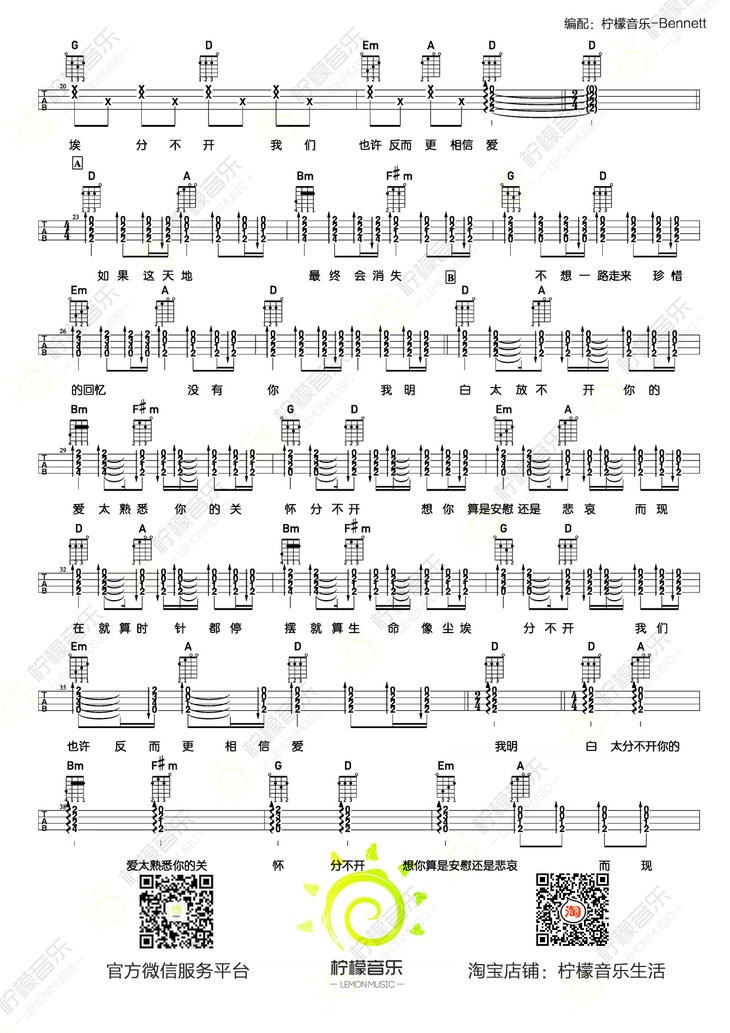 编配：柠檬音乐-Bennett
G D Em A D D
20
埃 分 不 开 我 们 也许 反而 更 相信 爱
A
D A Bm F#m G D
23
如 果 这 天 地 最 终 会 消 失 不 想 一 路走来 珍惜
B
Em A D D A
26
的回忆 没 有 你 我 明 白 太 放 不 开 你 的
Bm F#m G D Em A
29
爱 太 熟 悉 你 的 关 怀 分 不 开 想 你 算是安慰还是 悲 哀 而 现
D A Bm F#m G D
32
在 就 算 时 针 都 停 摆 就 算 生 命 像 尘 埃 分 不 开 我 们
Em A D D A
35
也许 反 而 更 相 信 爱 我明 白 太分不开你的
Bm F#m G D Em A
38
爱太熟悉你的关 怀 分不开 想你算是安慰还是悲哀 而 现
淘
官方微信服务平台
柠檬音乐
—LEMON MUSIC—
淘宝店铺：柠檬音乐生活